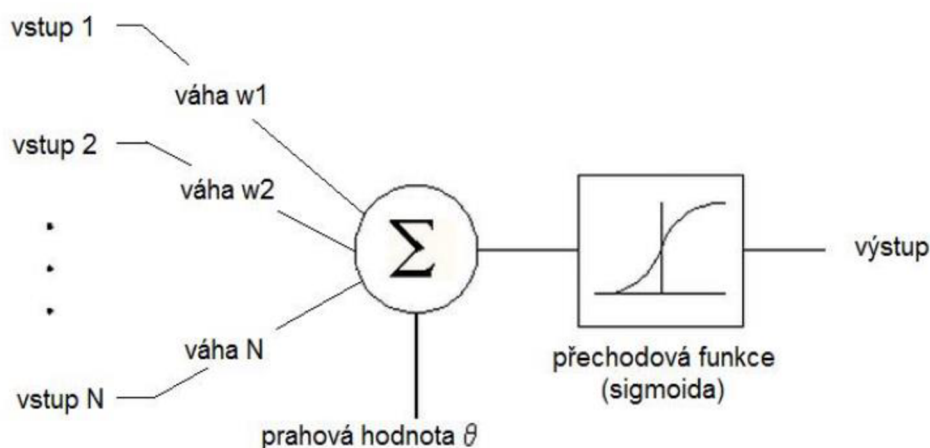 vstup 1
váha w1
vstup 2
váha w2
Σ
výstup
váha N
přechodová funkce
(sigmoida)
vstup N
prahová hodnota θ